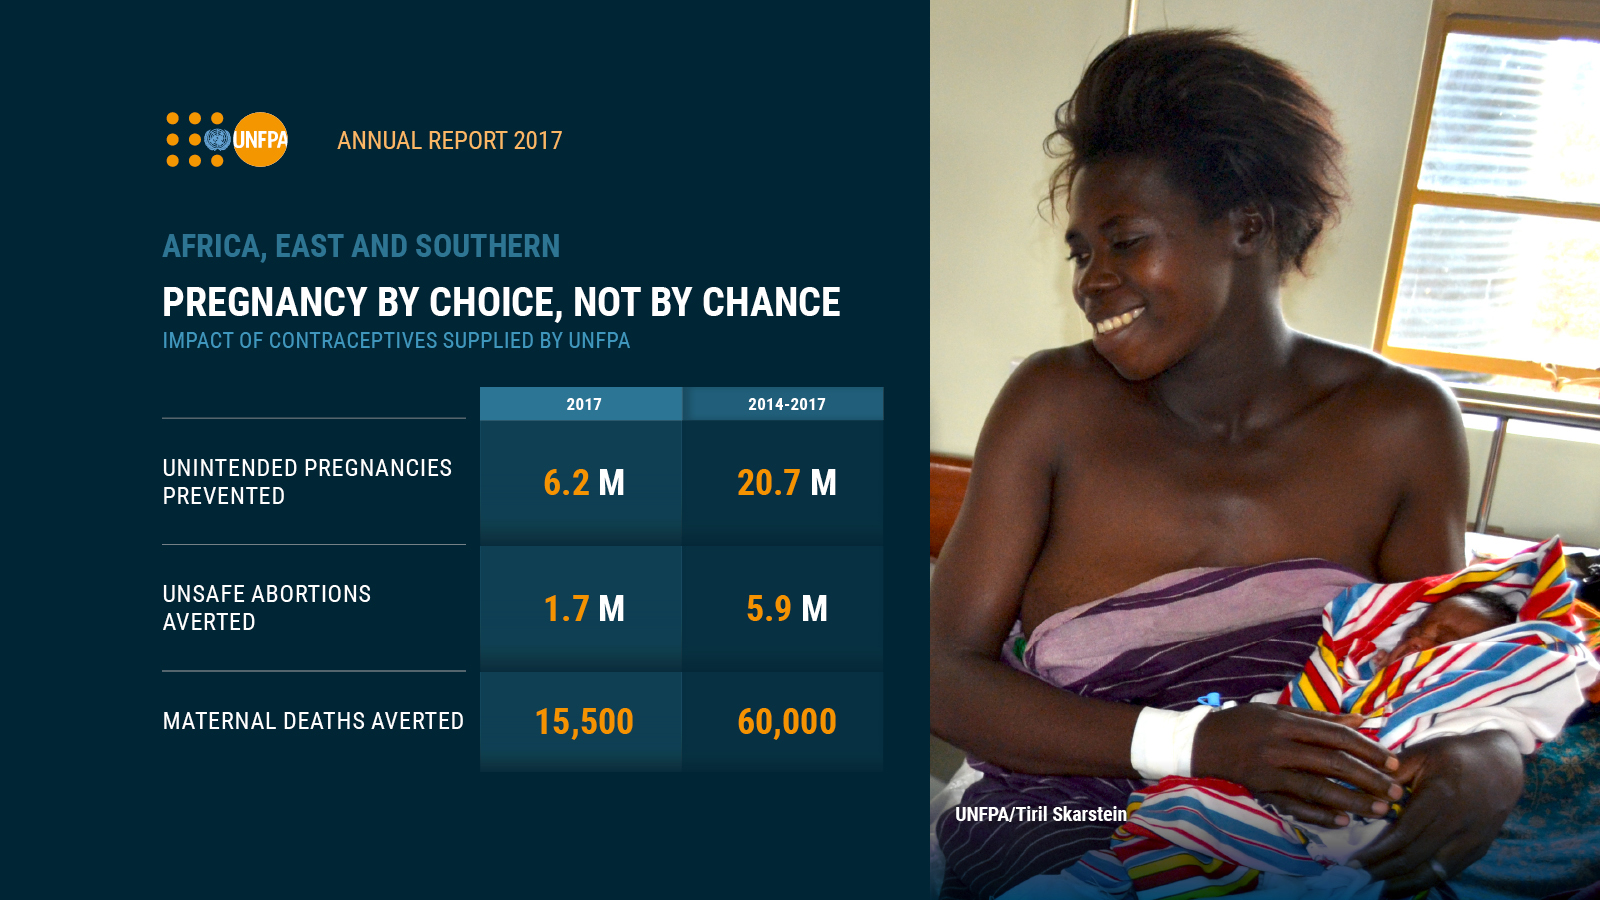 UNFPA
ANNUAL REPORT 2017
AFRICA, EAST AND SOUTHERN
PREGNANCY BY CHOICE, NOT BY CHANCE
IMPACT OF CONTRACEPTIVES SUPPLIED BY UNFPA
2017 2014-2017
UNINTENDED PREGNANCIES
PREVENTED
6.2 M 20.7 M
UNSAFE ABORTIONS
AVERTED
1.7 M 5.9 M
MATERNAL DEATHS AVERTED 15,500 60,000
UNFPA/Tiril Skarstein